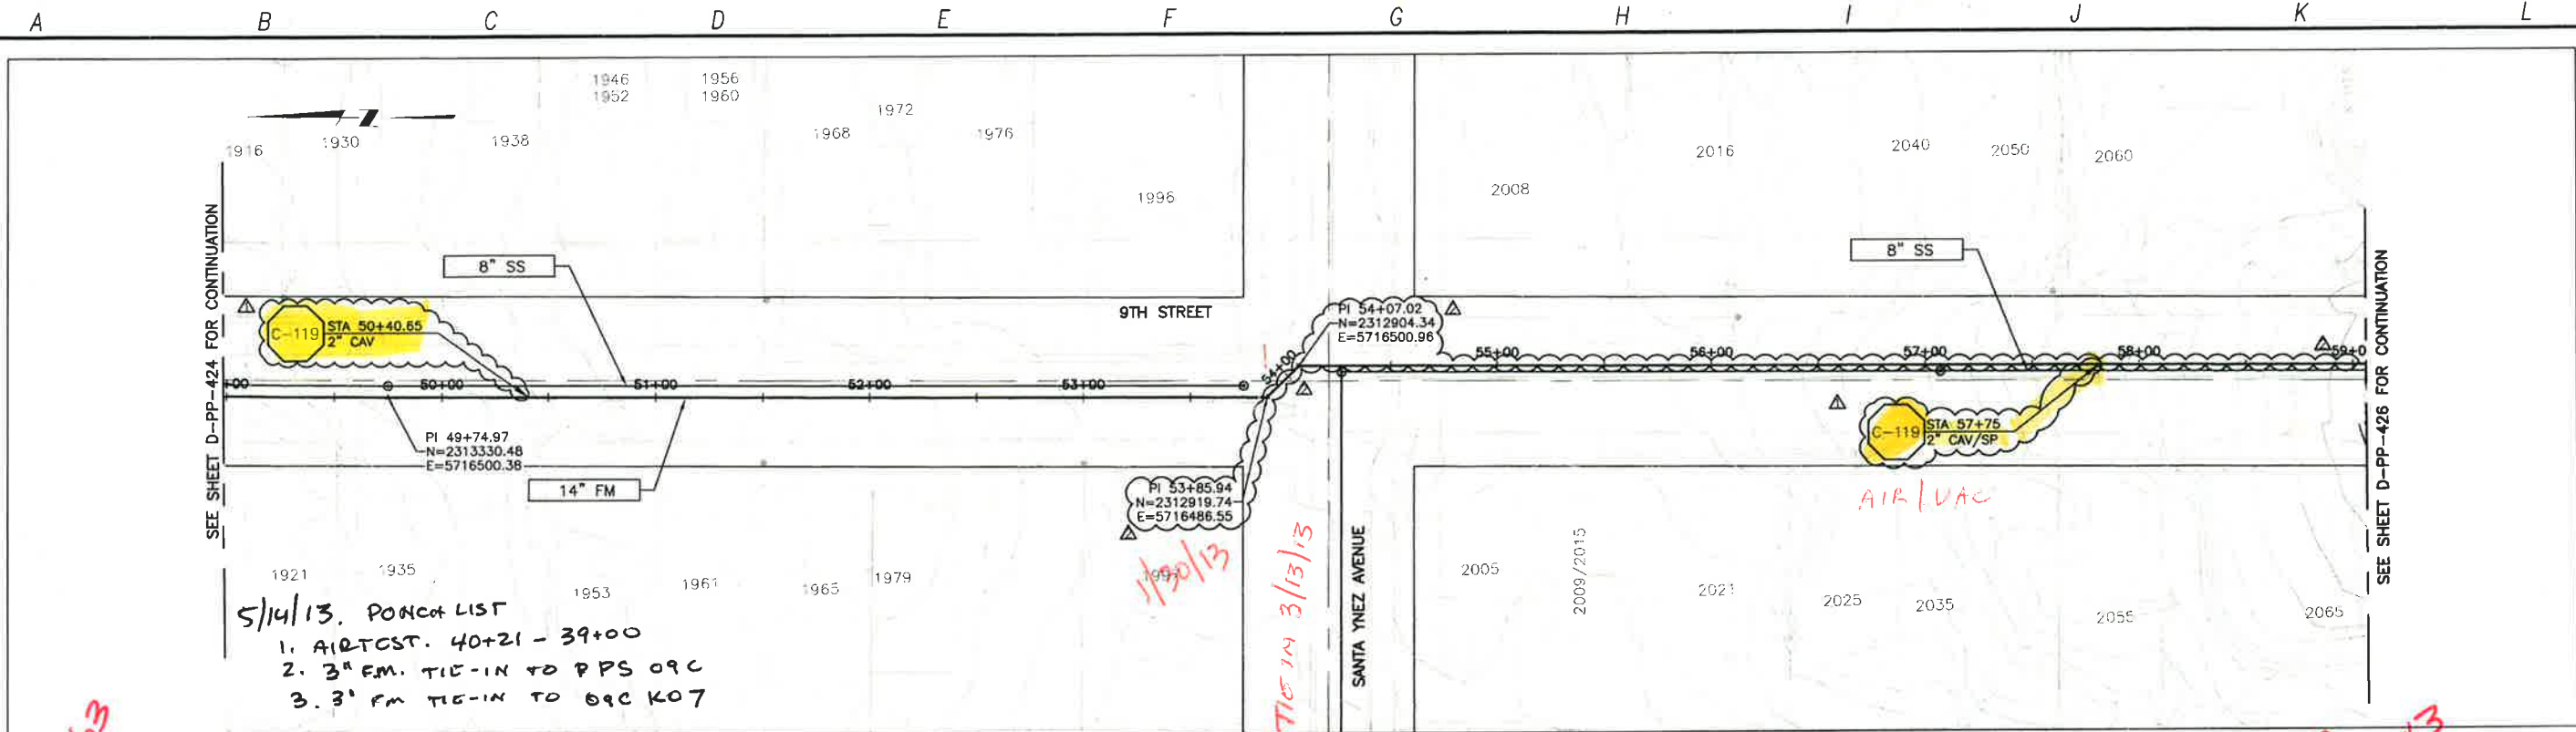 A B C D E F G H I J K L
1946
1952
1956
1960
1972
1916
1930
1938
1968
1976
1996
2008
2016
2040
2050
2060
SEE SHEET D-PP-424 FOR CONTINUATION
8" SS
C-119
STA 50+40.65
2" CAV
9TH STREET
PI 54+07.02
N=2312904.34
E=5716500.96
8" SS
+00 50+00 51+00 52+00 53+00 54+00 55+00 56+00 57+00 58+00 59+0
PI 49+74.97
N=2313330.48
E=5716500.38
14" FM
PI 53+85.94
N=2312919.74
E=5716486.55
C-119
STA 57+75
2" CAV/SP
AIR/VAC
SEE SHEET D-PP-426 FOR CONTINUATION
1/30/13
TIE IN 3/13/13
SANTA YNEZ AVENUE
1921
1935
1953
1961
1965
1979
2005
2009/2015
2021
2025
2035
2055
2065
5/14/13. PONCH LIST
1. AIRTEST. 40+21 - 39+00
2. 3" F.M. TIE-IN TO PPS 09C
3. 3" FM TIE-IN TO 09C K07
13